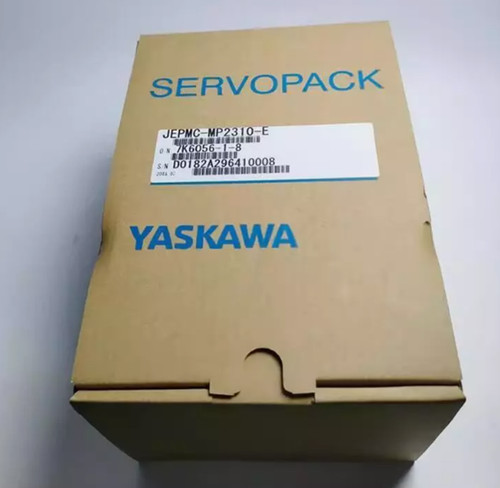 SERVOPACK
JEPMC-MP2310-E
O/N 7K6056-1-8
S/N D0182A296410008
YASKAWA